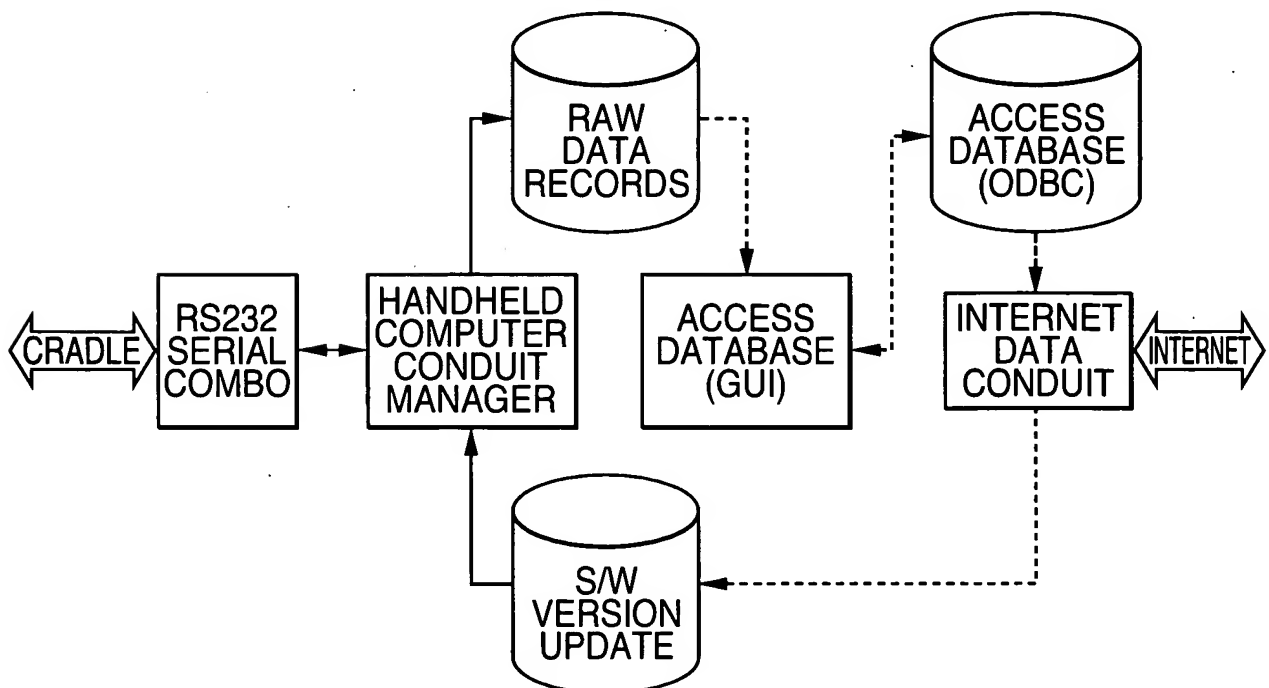 RAW
DATA
RECORDS
ACCESS
DATABASE
(ODBC)
CRADLE
RS232
SERIAL
COMBO
HANDHELD
COMPUTER
CONDUIT
MANAGER
ACCESS
DATABASE
(GUI)
INTERNET
DATA
CONDUIT
INTERNET
S/W
VERSION
UPDATE